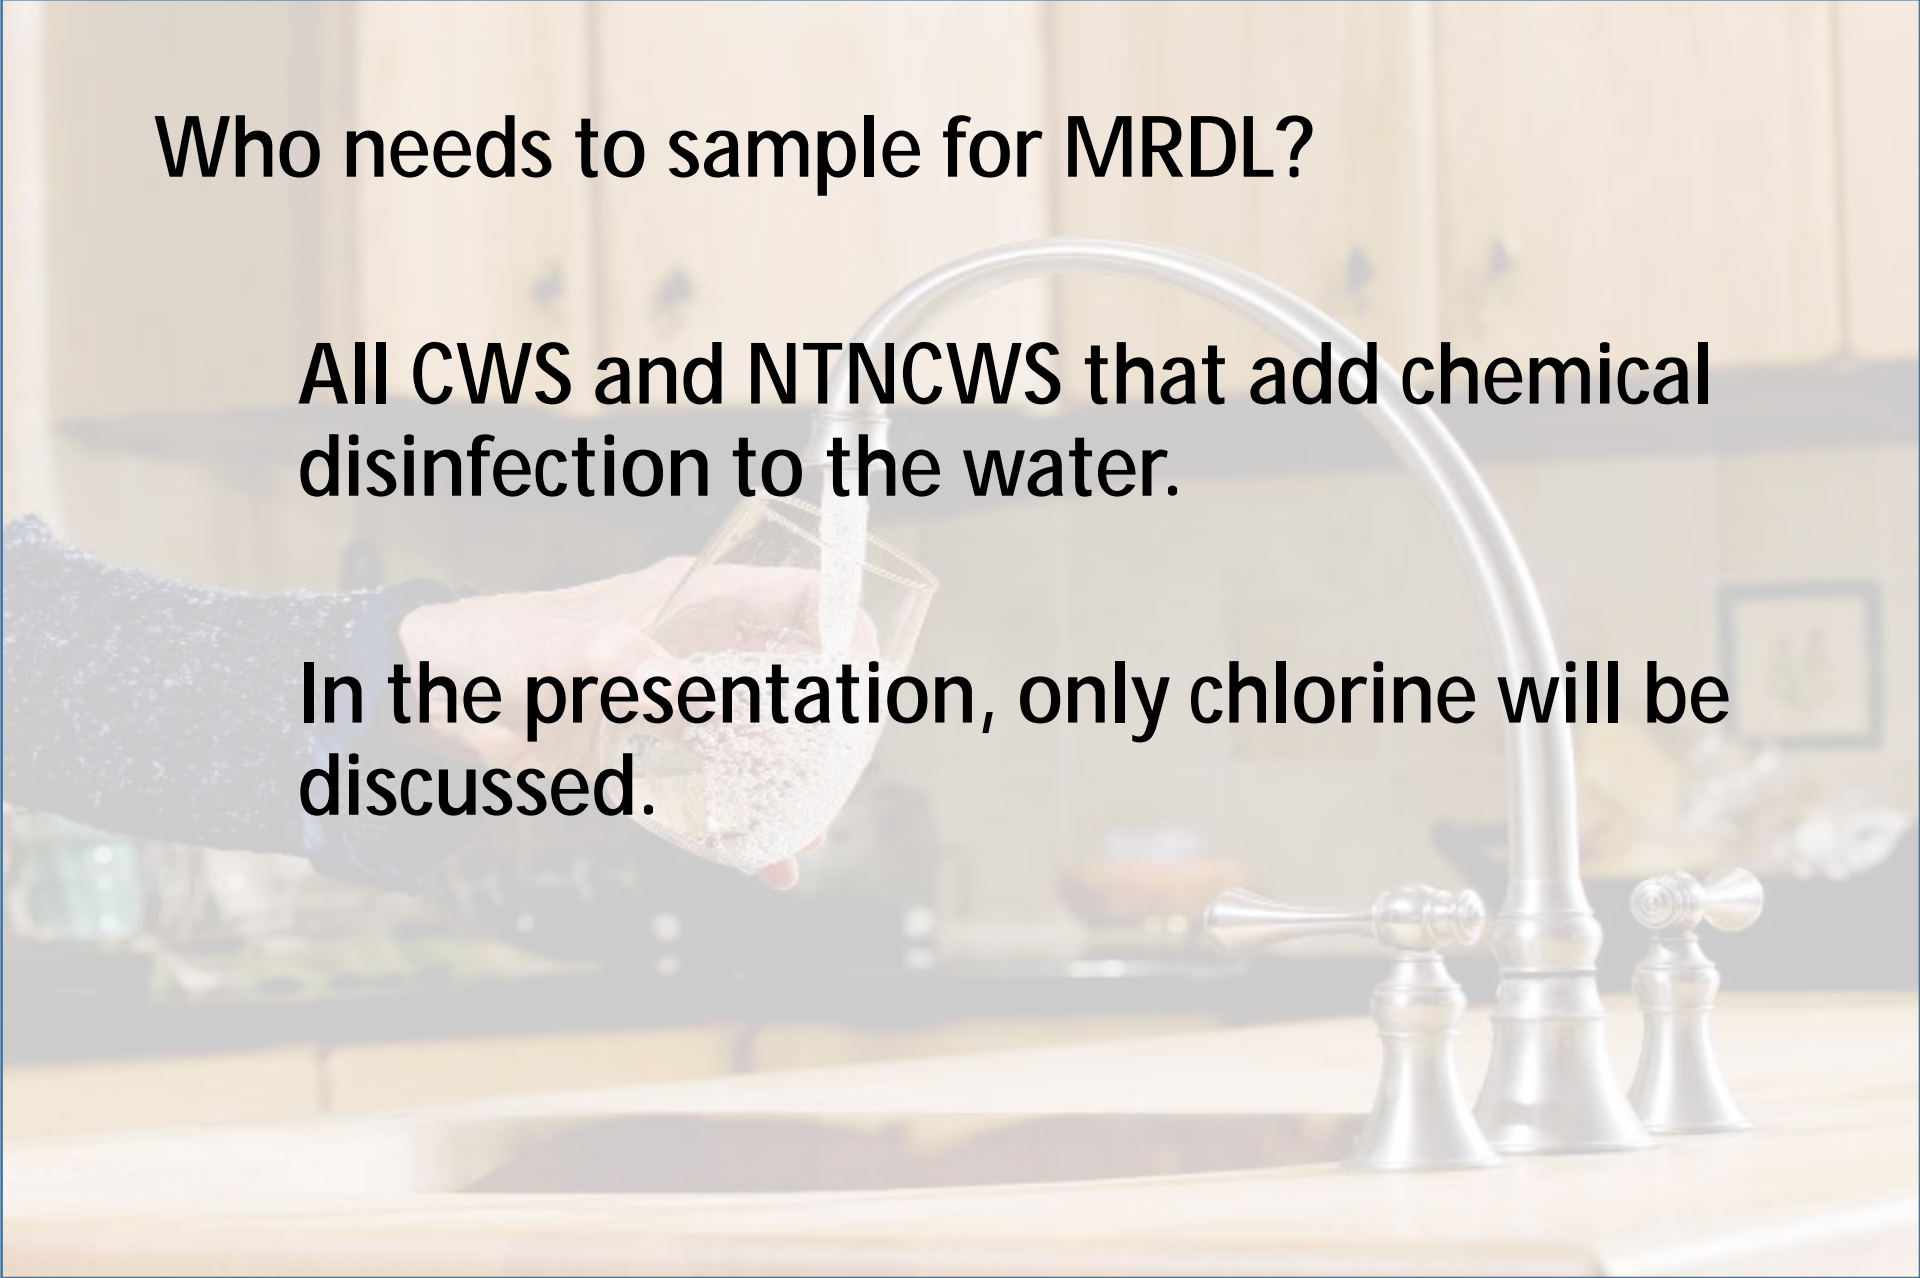 Who needs to sample for MRDL?
All CWS and NTNCWS that add chemical
disinfection to the water.
In the presentation, only chlorine will be
discussed.